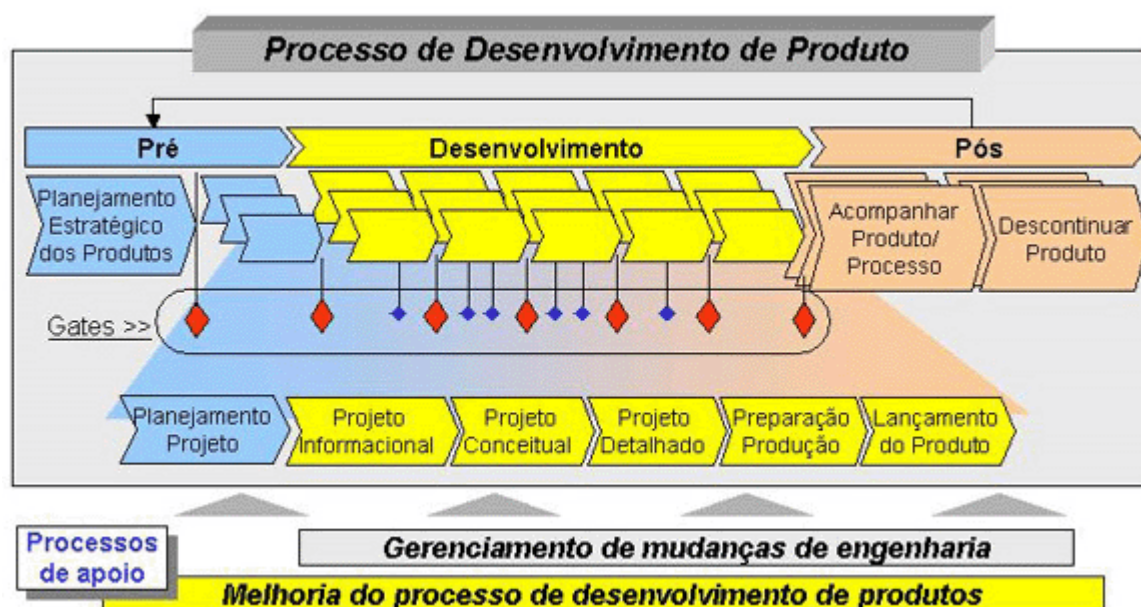 Processo de Desenvolvimento de Produto
Pré
Desenvolvimento
Pós
Planejamento
Estratégico
dos Produtos
Acompanhar
Produto/
Processo
Descontinuar
Produto
Gates >>
Planejamento
Projeto
Projeto
Informacional
Projeto
Conceitual
Projeto
Detalhado
Preparação
Produção
Lançamento
do Produto
Processos
de apoio
Gerenciamento de mudanças de engenharia
Melhoria do processo de desenvolvimento de produtos